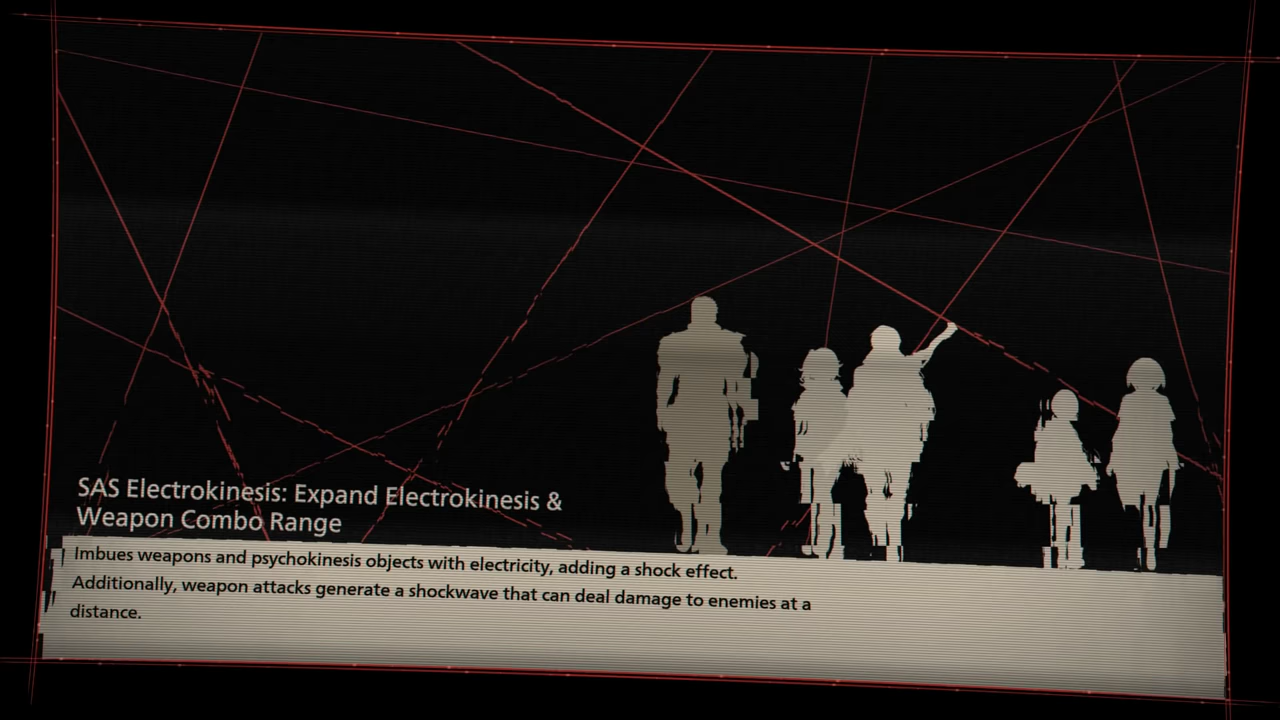 SAS Electrokinesis: Expand Electrokinesis &
Weapon Combo Range
Imbues weapons and psychokinesis objects with electricity, adding a shock effect.
Additionally, weapon attacks generate a shockwave that can deal damage to enemies at a
distance.